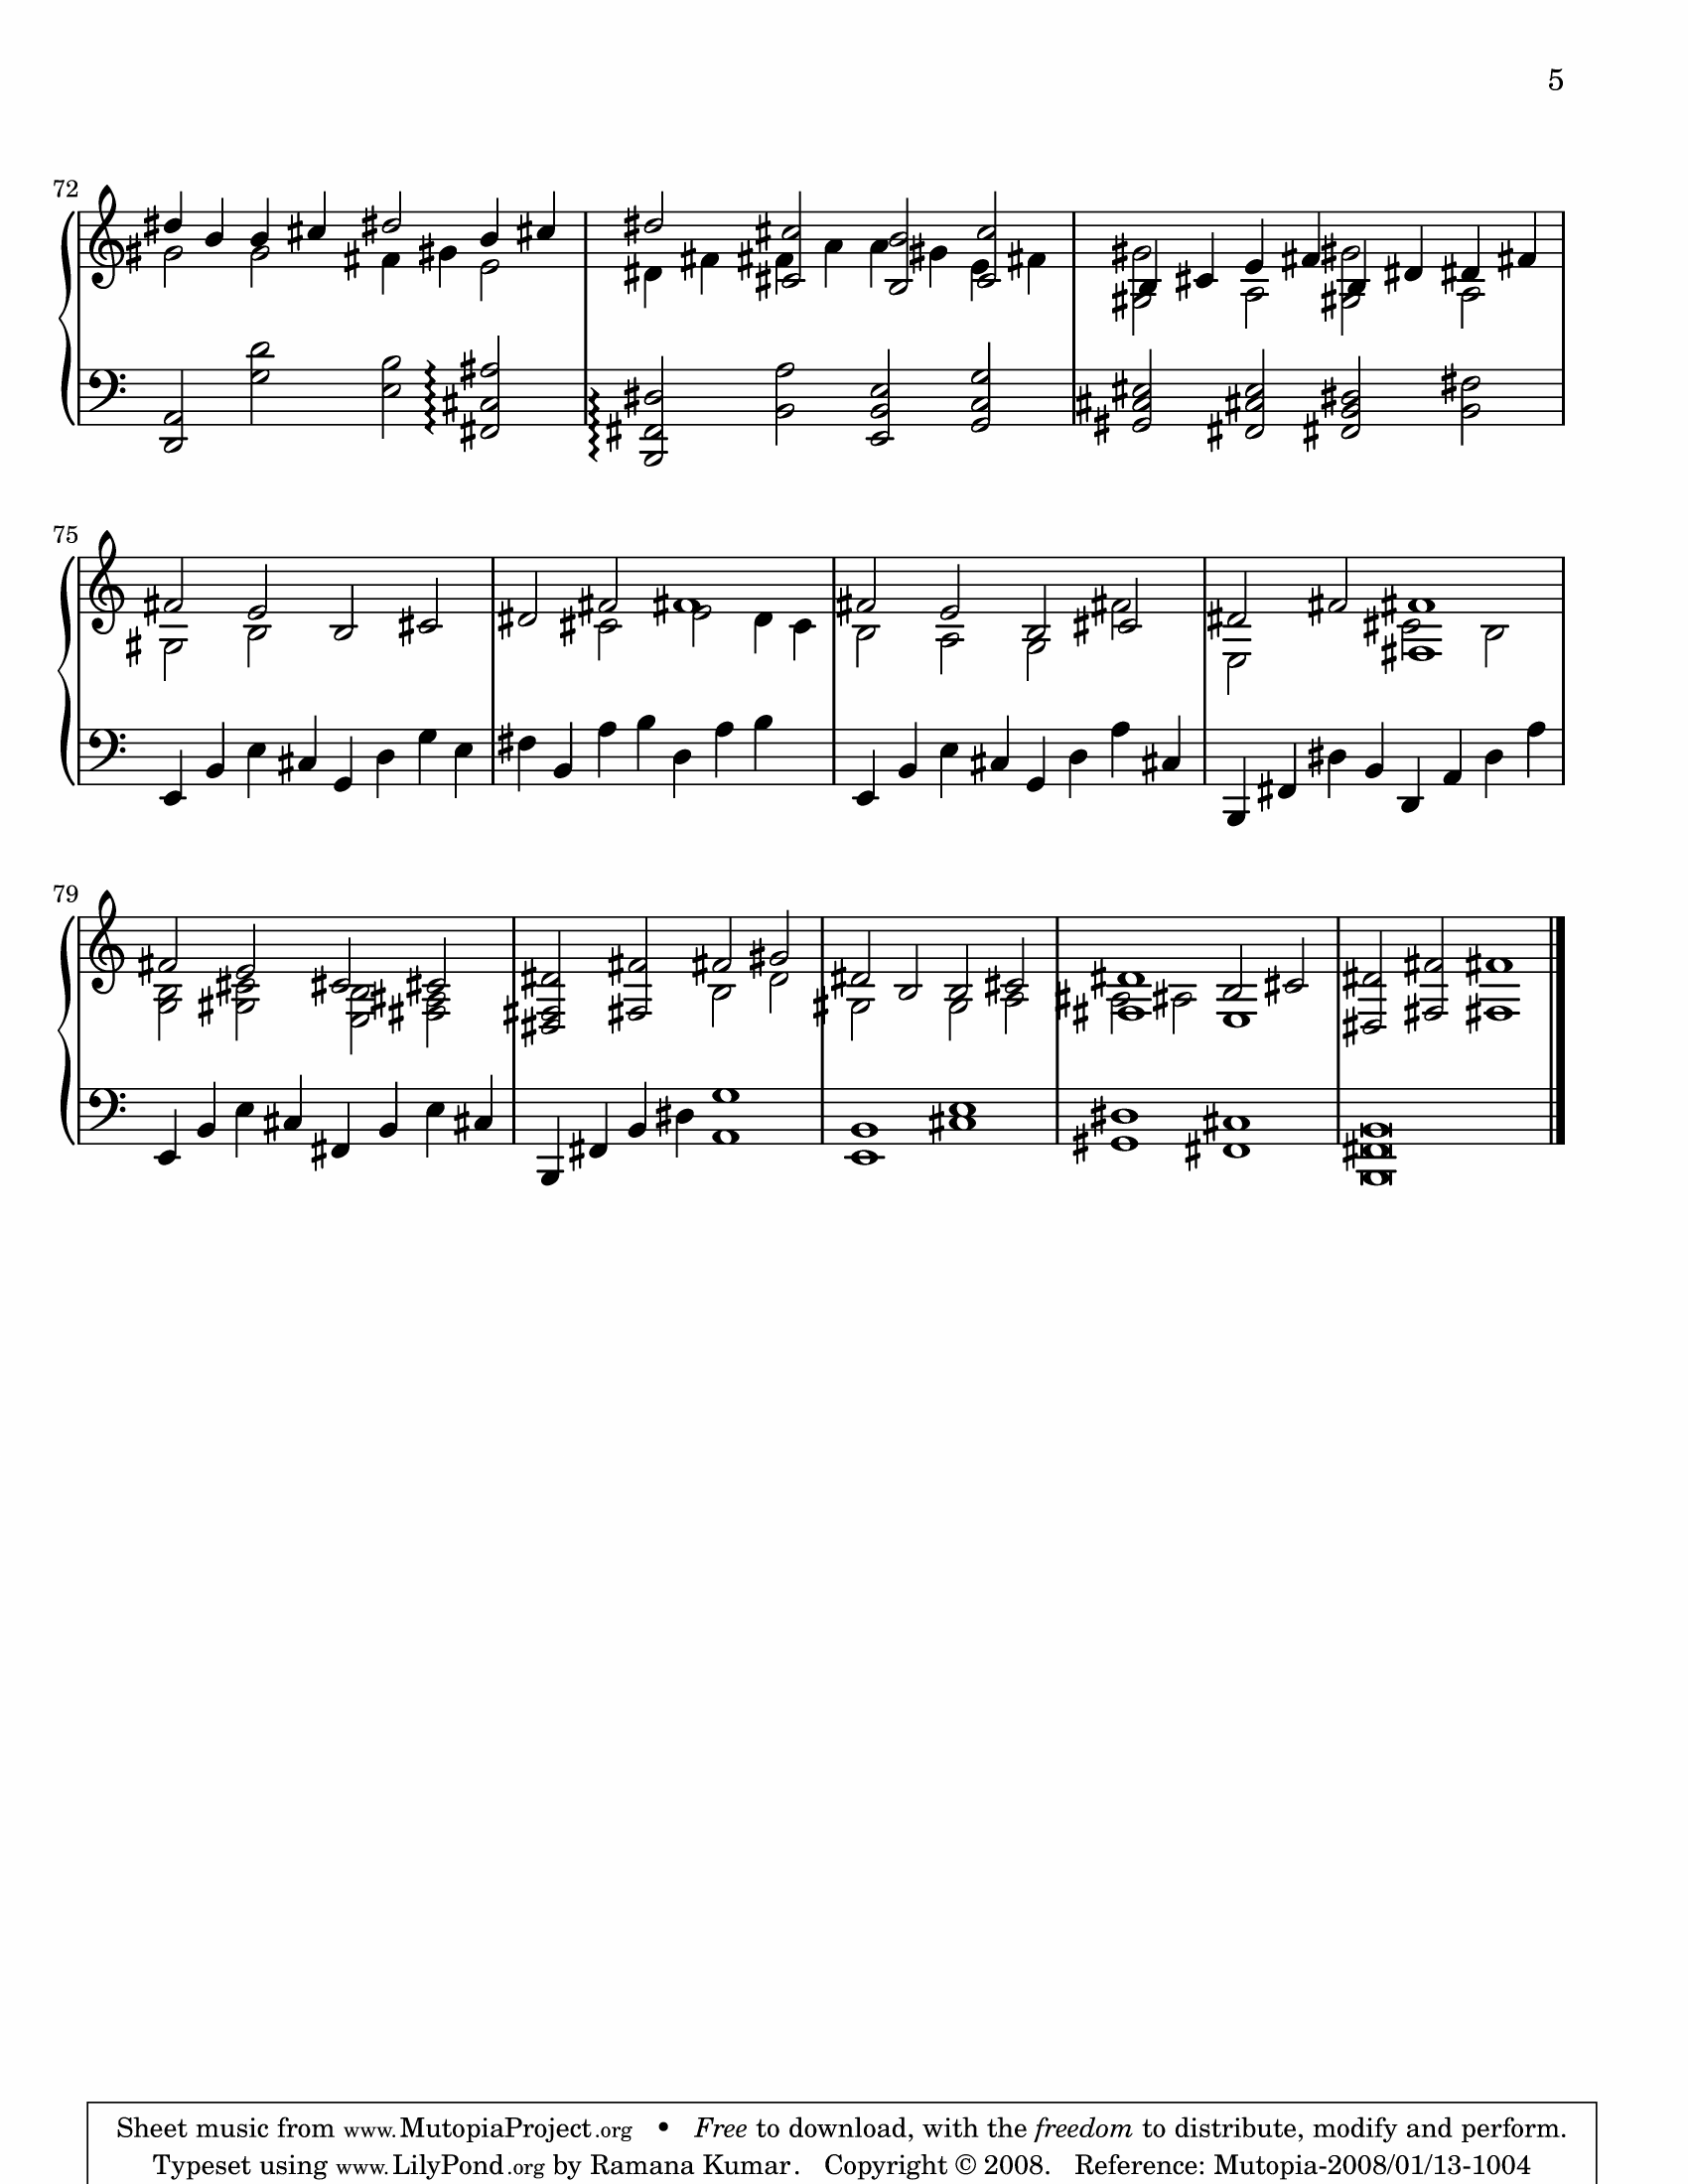 5
72
75
79
Sheet music from www.MutopiaProject.org • Free to download, with the freedom to distribute, modify and perform.
Typeset using www.LilyPond.org by Ramana Kumar. Copyright © 2008. Reference: Mutopia-2008/01/13-1004